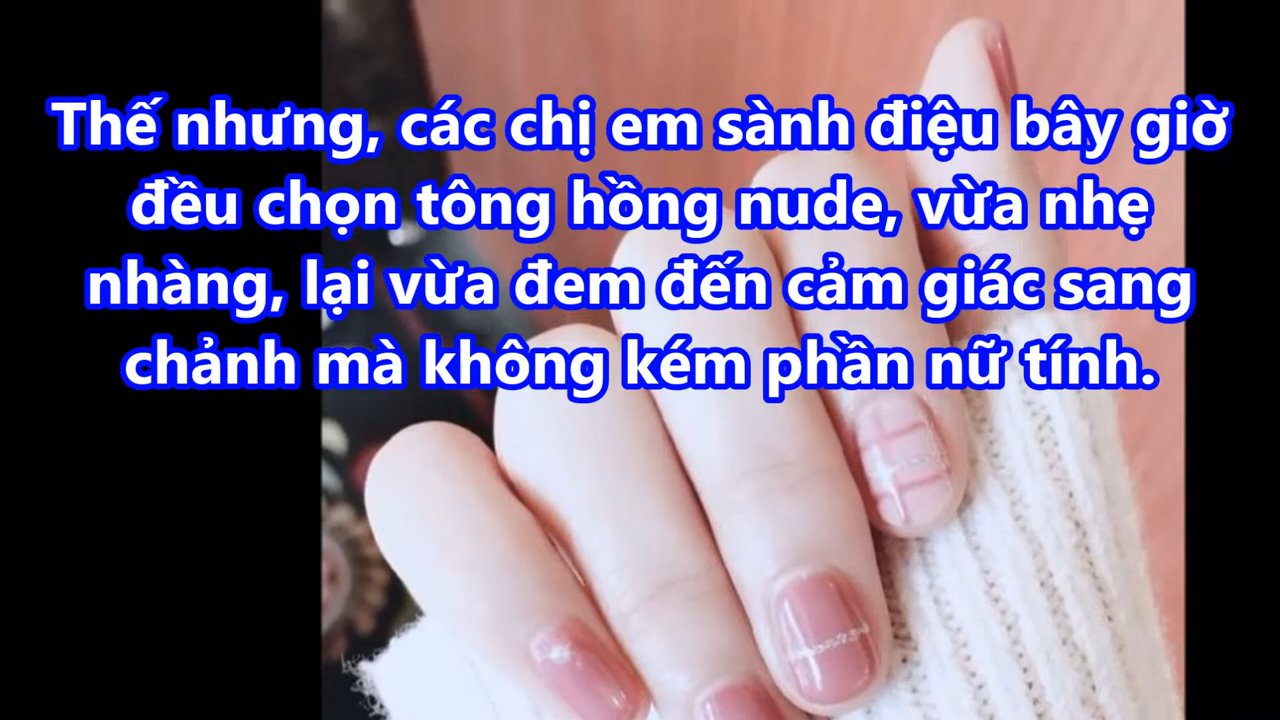 Thế nhưng, các chị em sành điệu bây giờ
đều chọn tông hồng nude, vừa nhẹ
nhàng, lại vừa đem đến cảm giác sang
chảnh mà không kém phần nữ tính.